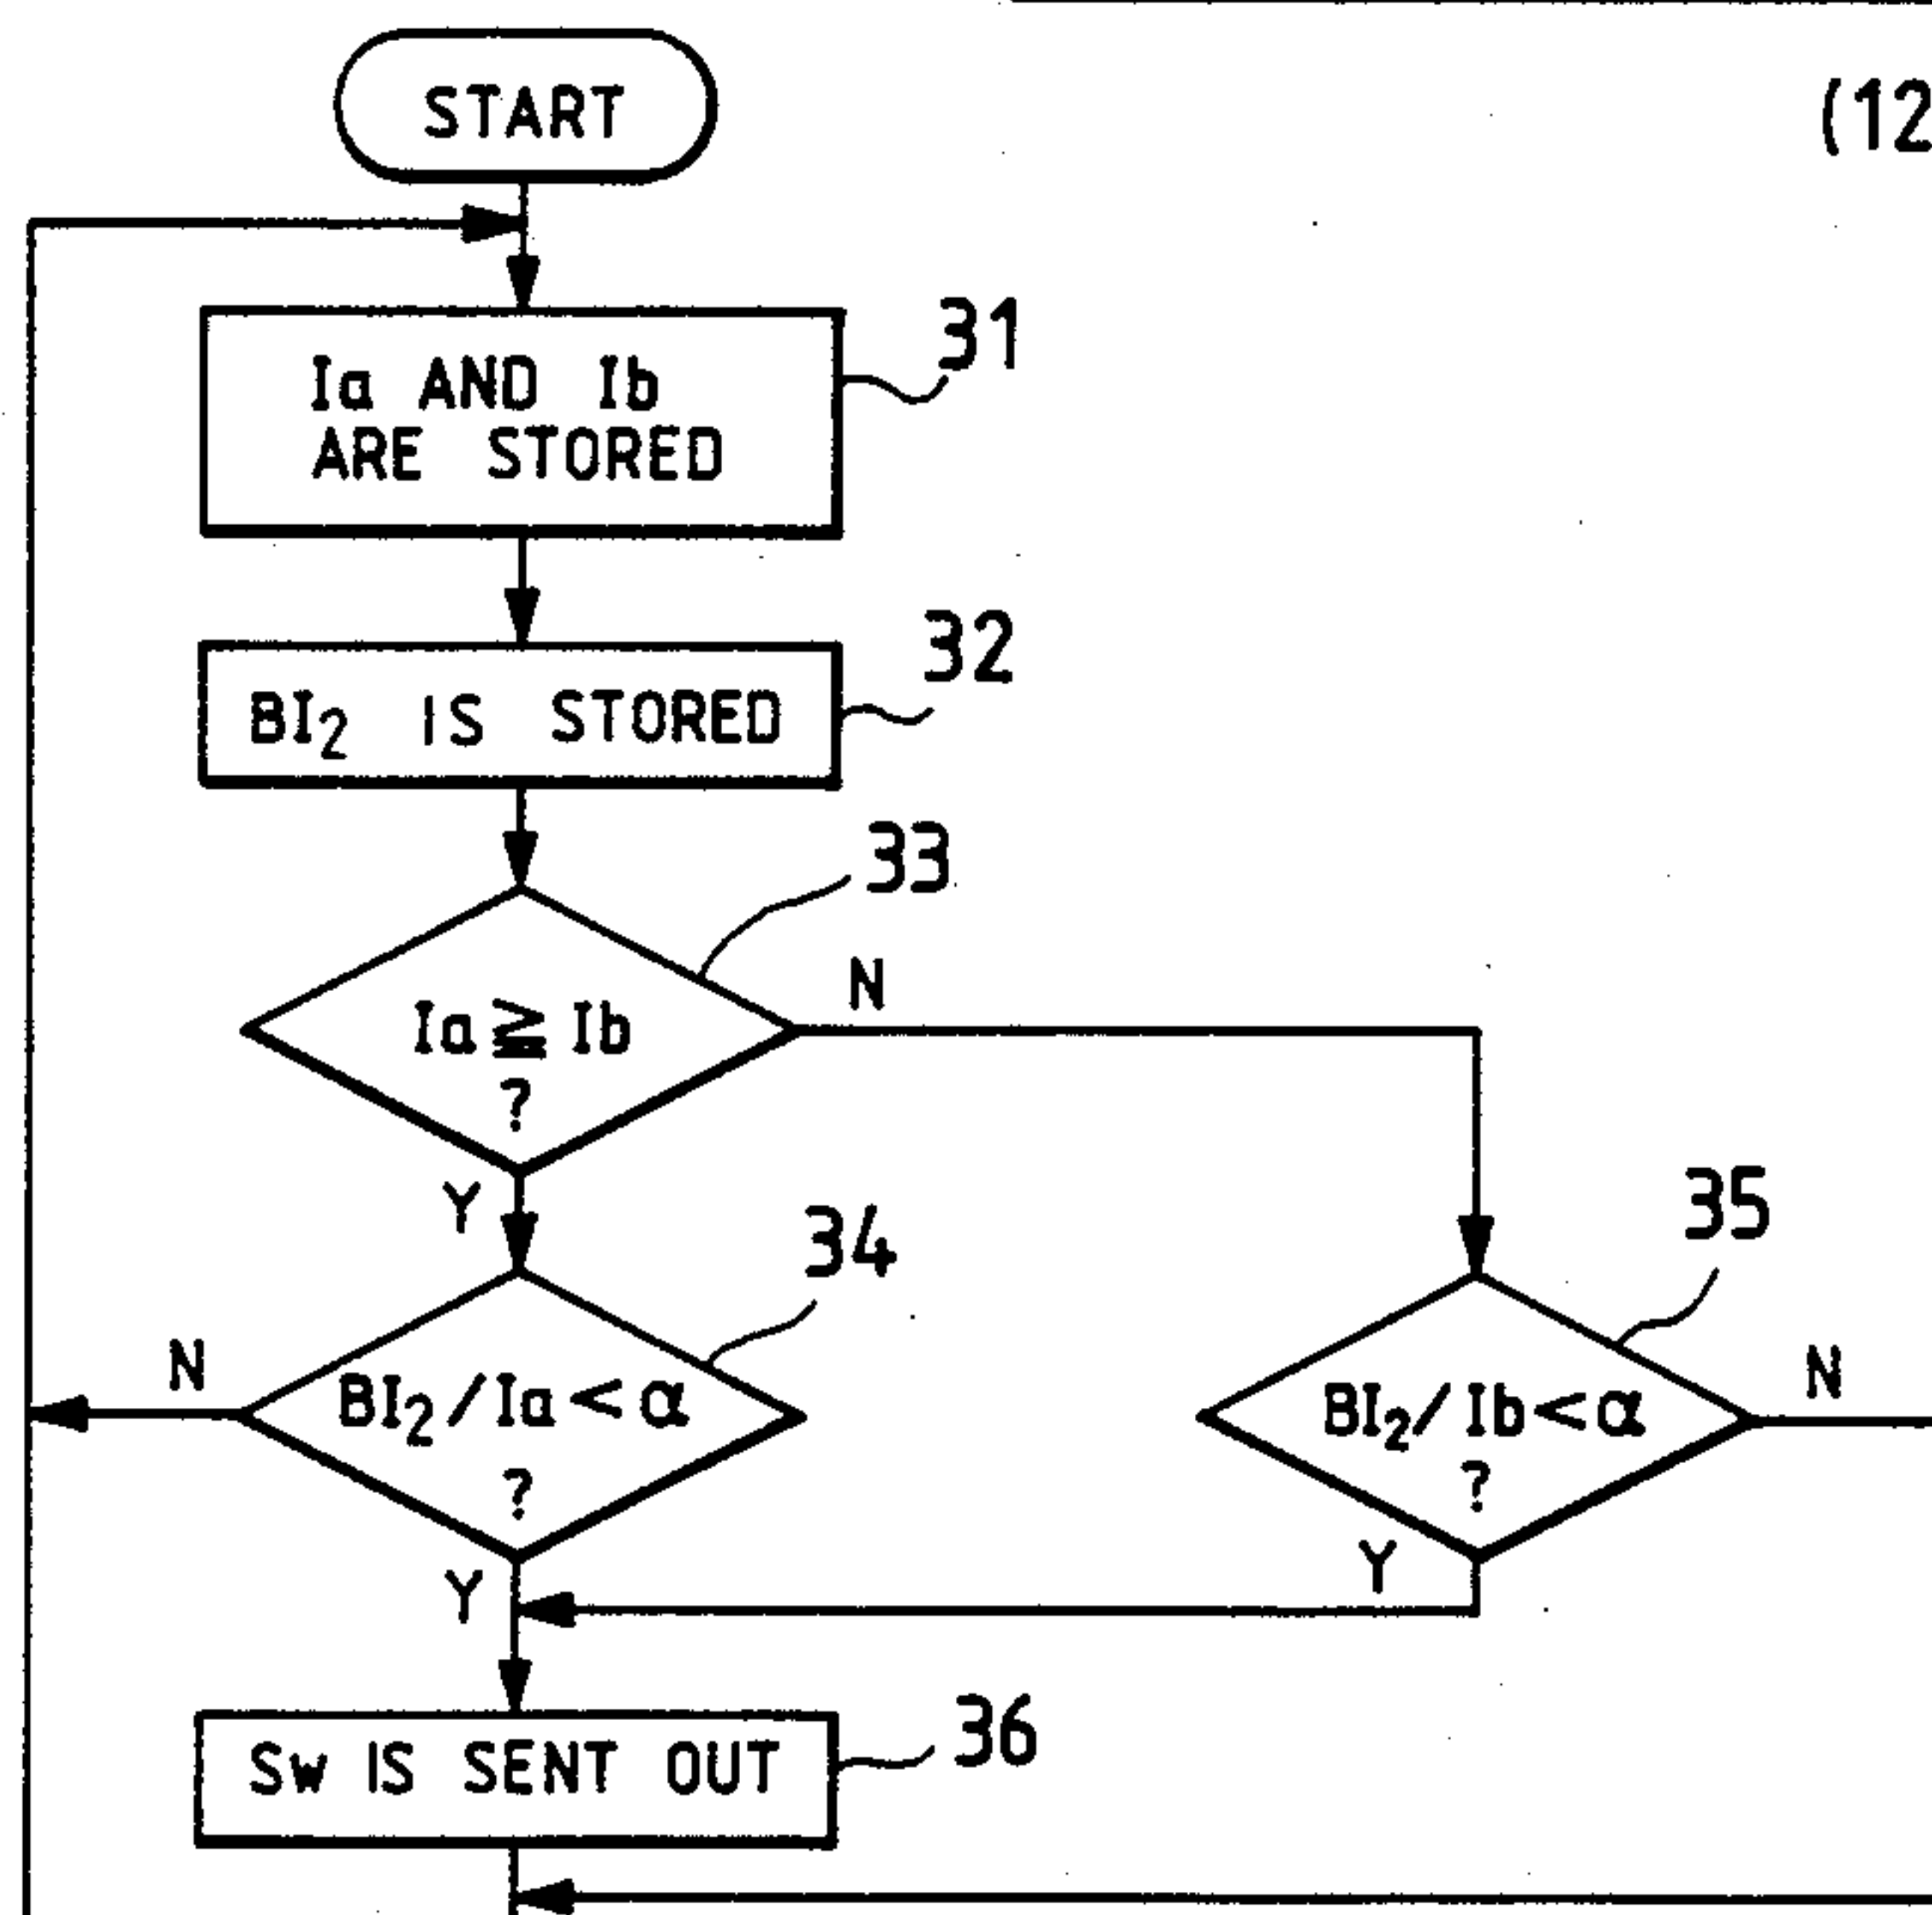 START
(12
Ia AND Ib
ARE STORED
31
BI₂ IS STORED
32
33
Ia ≧ Ib
?
N
Y
34
BI₂/Ia < α
?
N
Y
35
BI₂/Ib < α
?
N
Y
SW IS SENT OUT
36